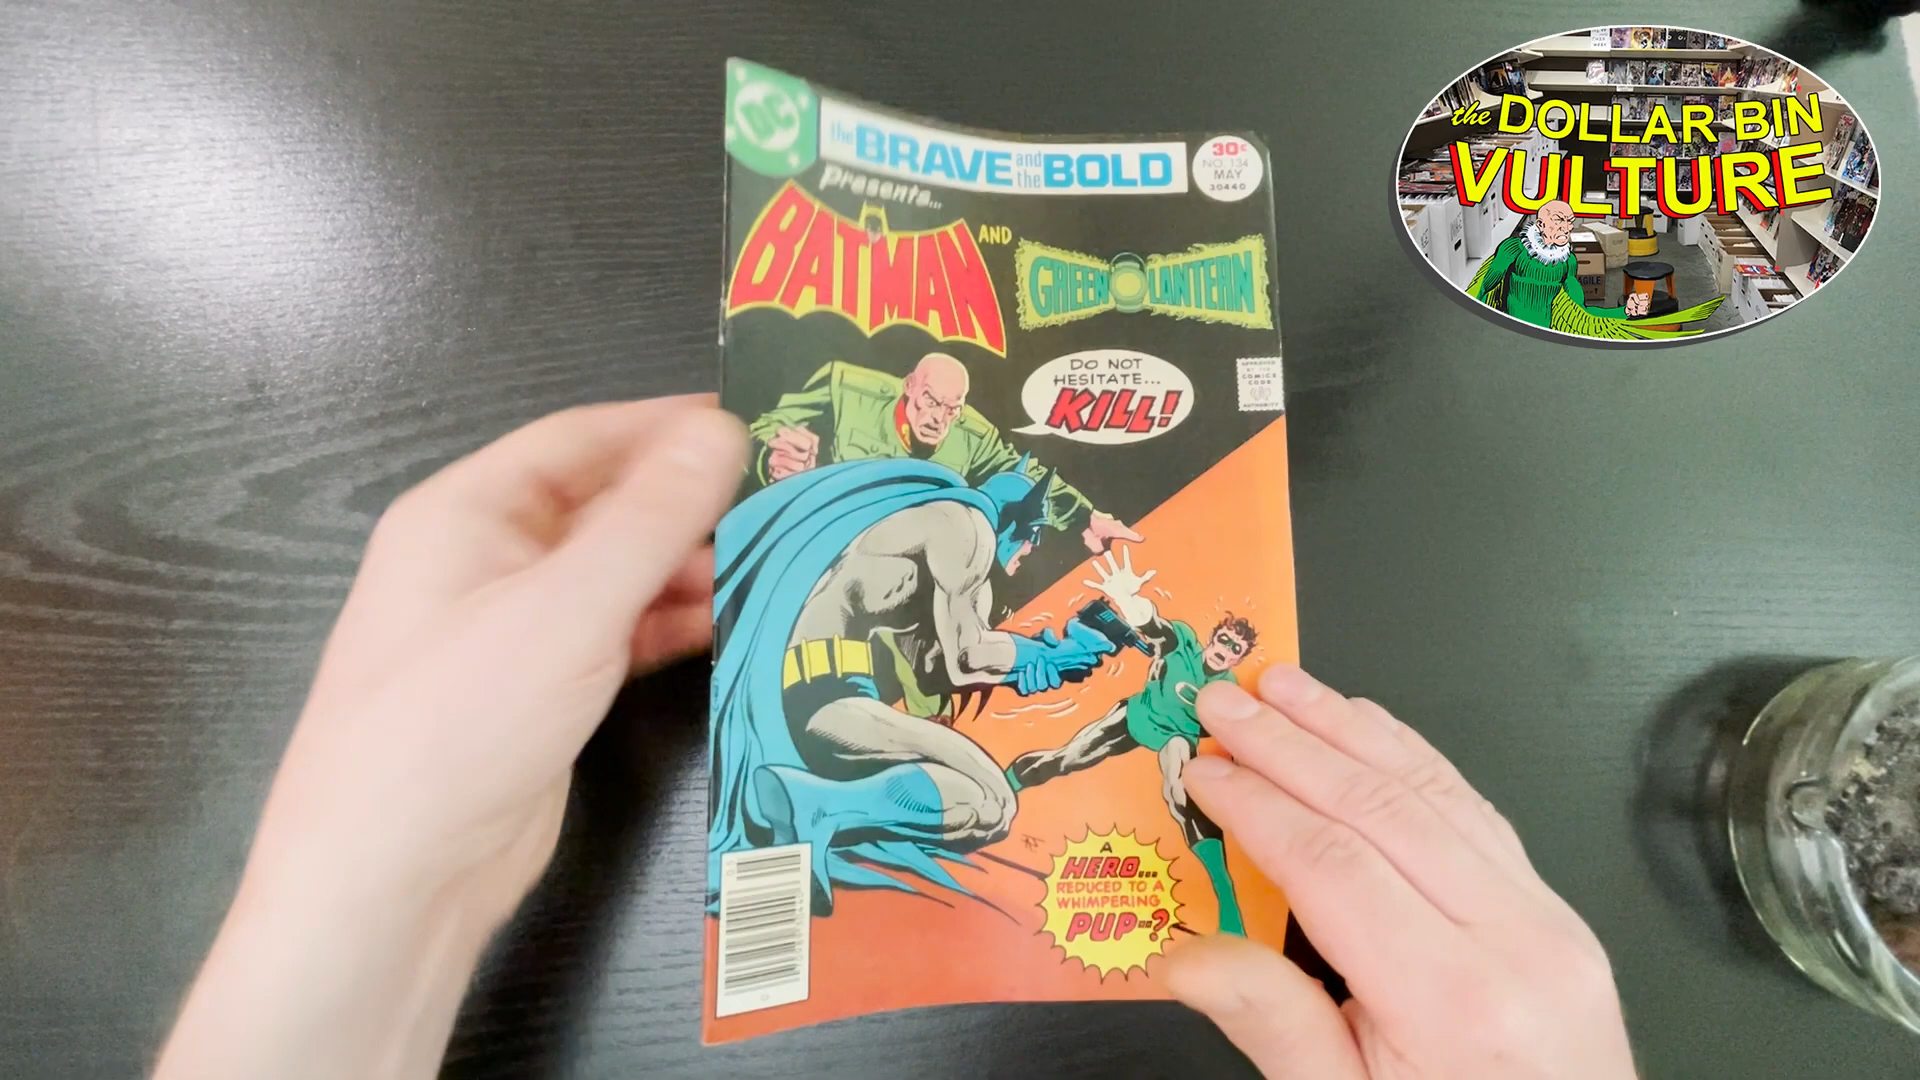 DC
the BRAVE and the BOLD
presents...
30¢
NO. 134
MAY
30440
BATMAN AND GREEN LANTERN
DO NOT
HESITATE...
KILL!
APPROVED
BY THE
COMICS
CODE
AUTHORITY
A
HERO...
REDUCED TO A
WHIMPERING
PUP--?
the DOLLAR BIN
VULTURE